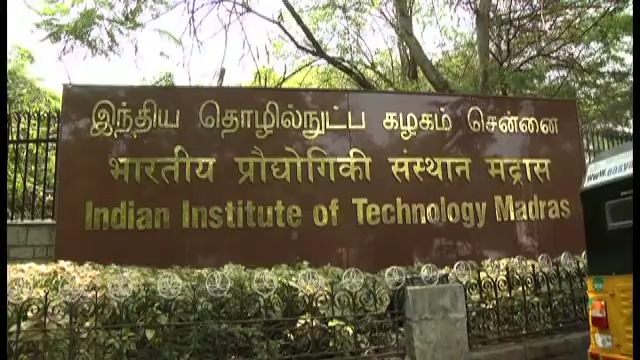 இந்திய தொழில்நுட்ப கழகம் சென்னை
भारतीय प्रौद्योगिकी संस्थान मद्रास
Indian Institute of Technology Madras